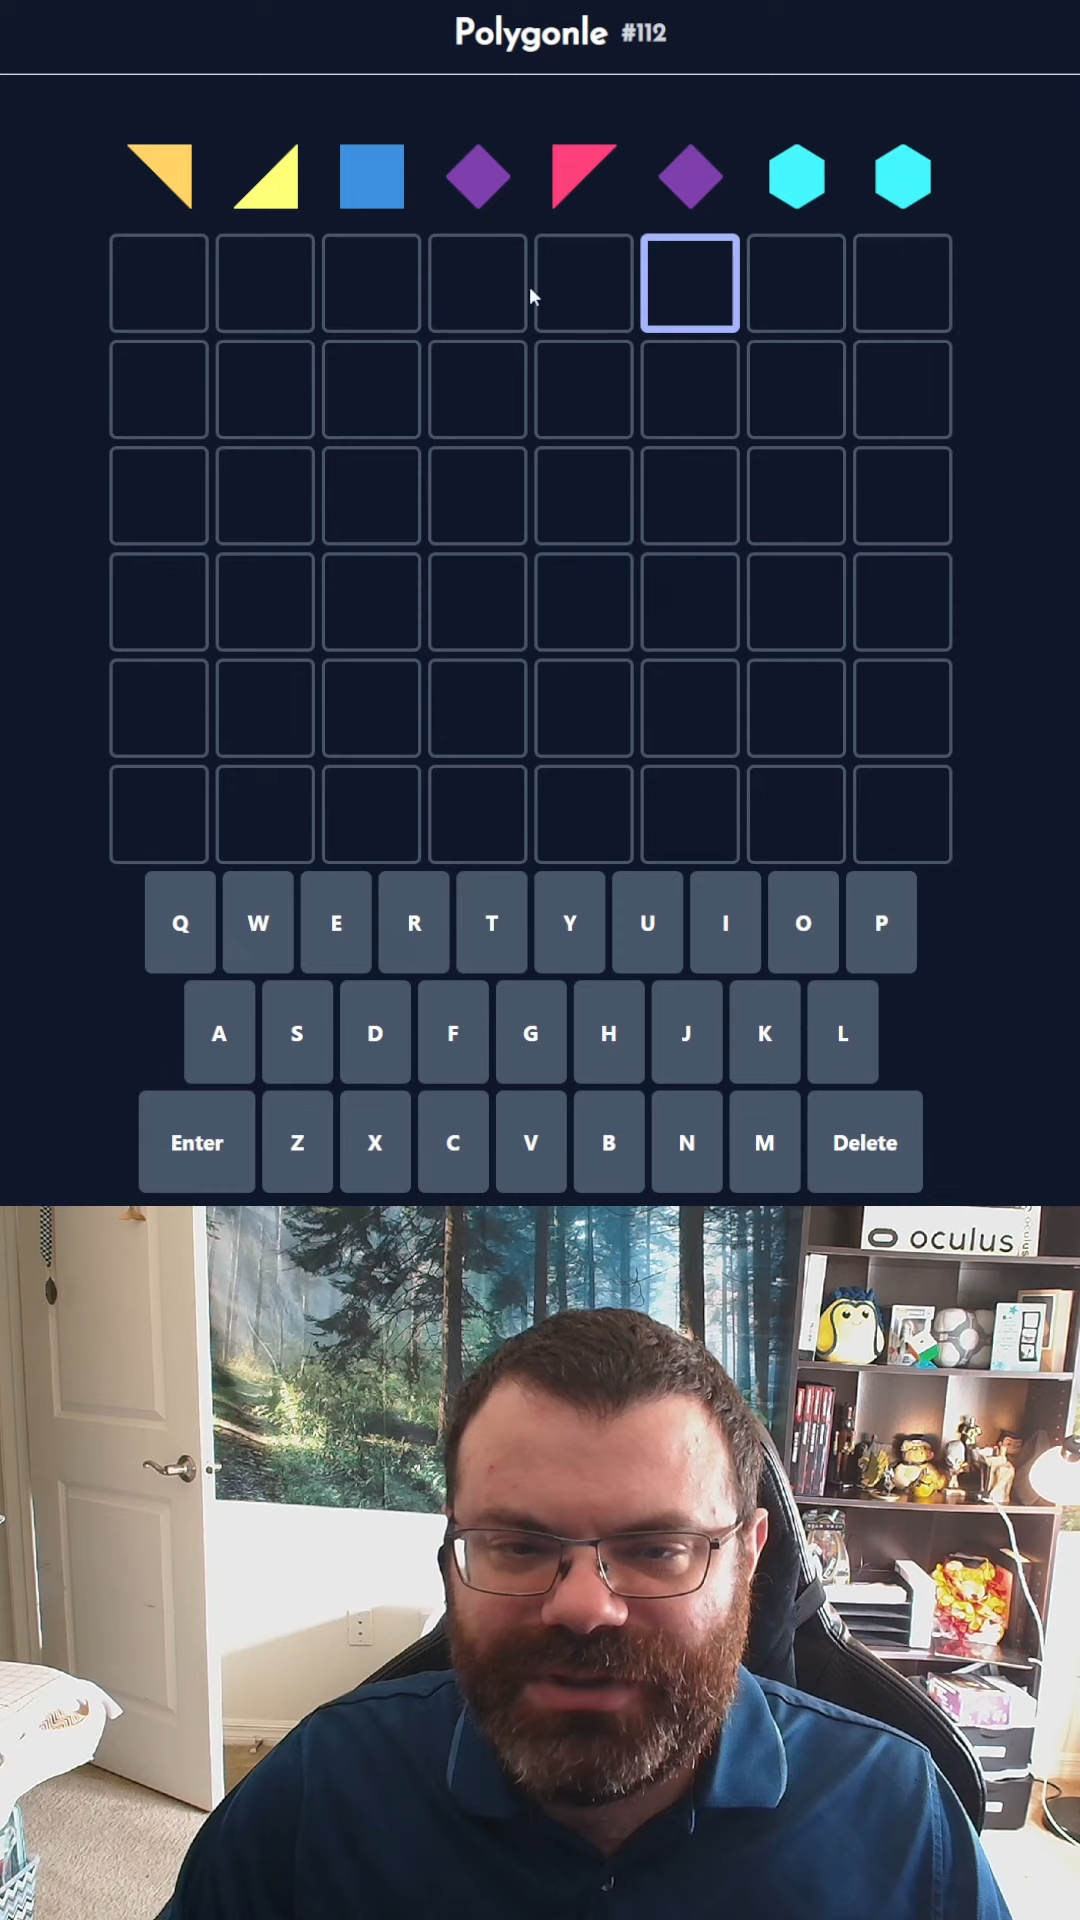 Polygonle #112
Q W E R T Y U I O P
A S D F G H J K L
Enter Z X C V B N M Delete
oculus